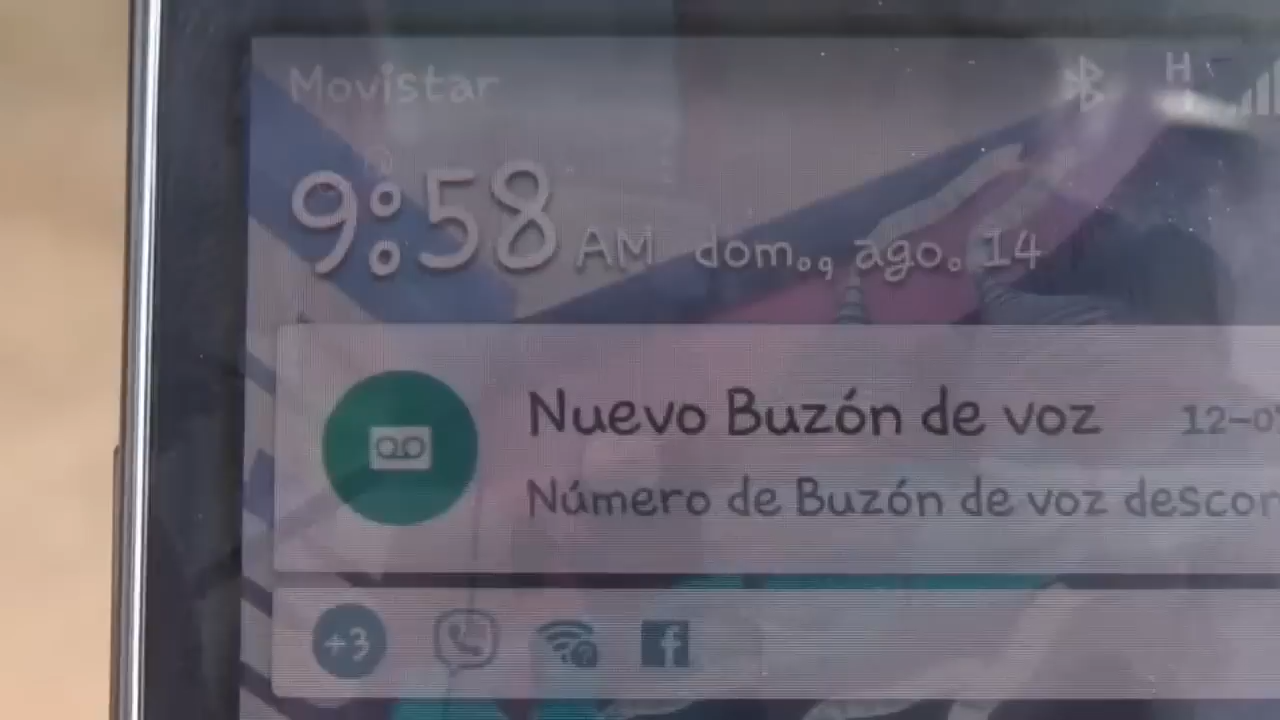 Movistar
H
9:58 AM dom., ago. 14
Nuevo Buzón de voz
Número de Buzón de voz
+3